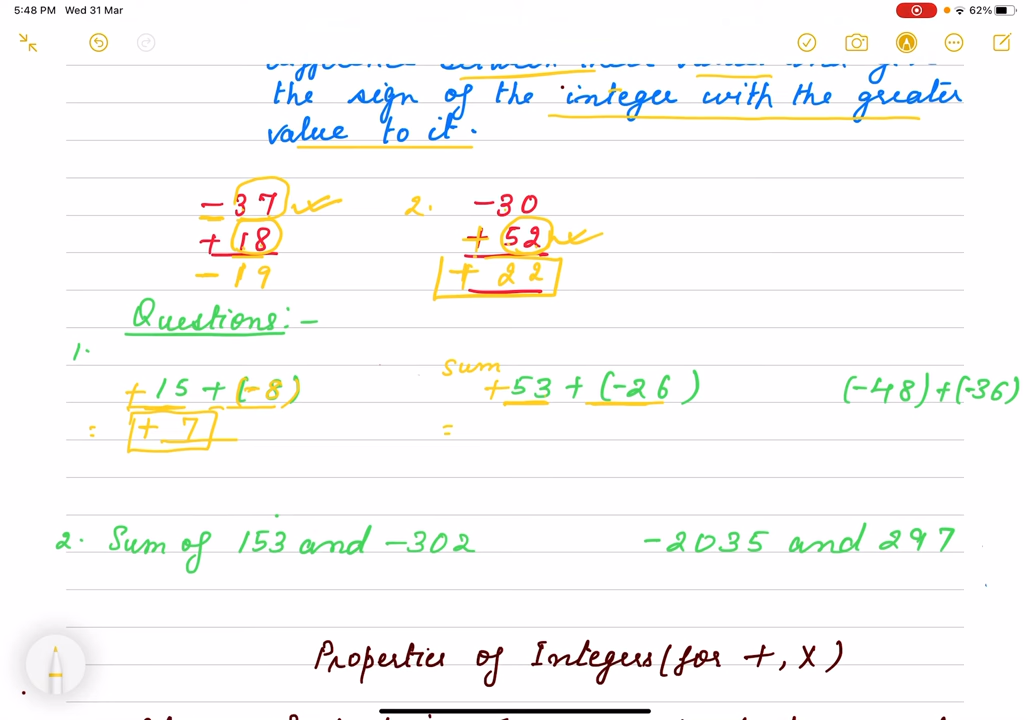 5:48 PM Wed 31 Mar
62%
the sign of the integer with the greater
value to it.
-37
+18
-19
2. -30
+ 52
+ 22
Questions:-
1.
+15 + (-8)
= + 7
Sum
+53 + (-26)
=
(-48)+(-36)
2. Sum of 153 and -302
-2035 and 297
Properties of Integers (for +, x)